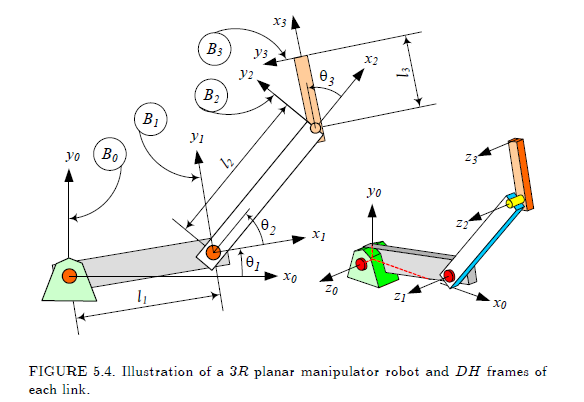 x3
B3
y3
x2
θ3
l3
y2
B2
B1
l2
y1
z3
y0
B0
y0
θ2
x1
z2
θ1
x0
l1
z0
z1
x0
FIGURE 5.4. Illustration of a 3R planar manipulator robot and DH frames of
each link.